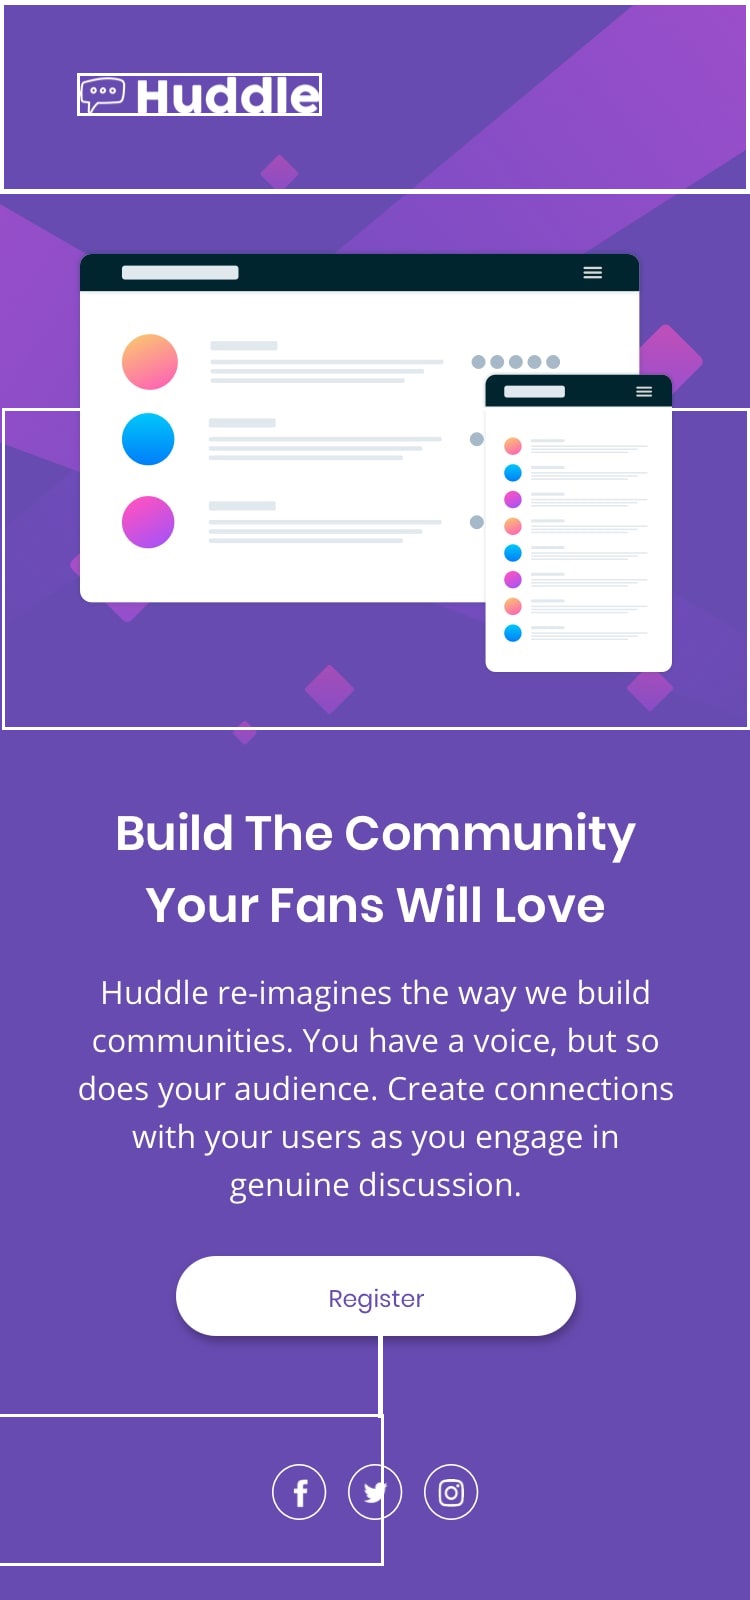 Huddle
Build The Community
Your Fans Will Love
Huddle re-imagines the way we build
communities. You have a voice, but so
does your audience. Create connections
with your users as you engage in
genuine discussion.
Register